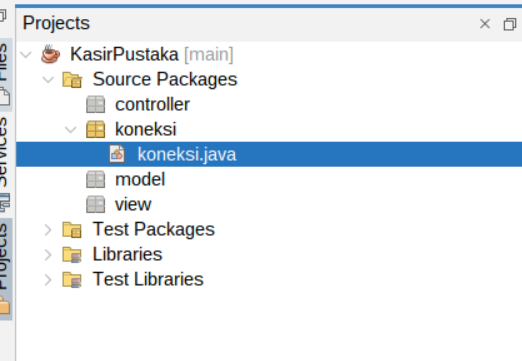 Projects
KasirPustaka [main]
Source Packages
controller
koneksi
koneksi.java
model
view
Test Packages
Libraries
Test Libraries
Files
Services
Projects